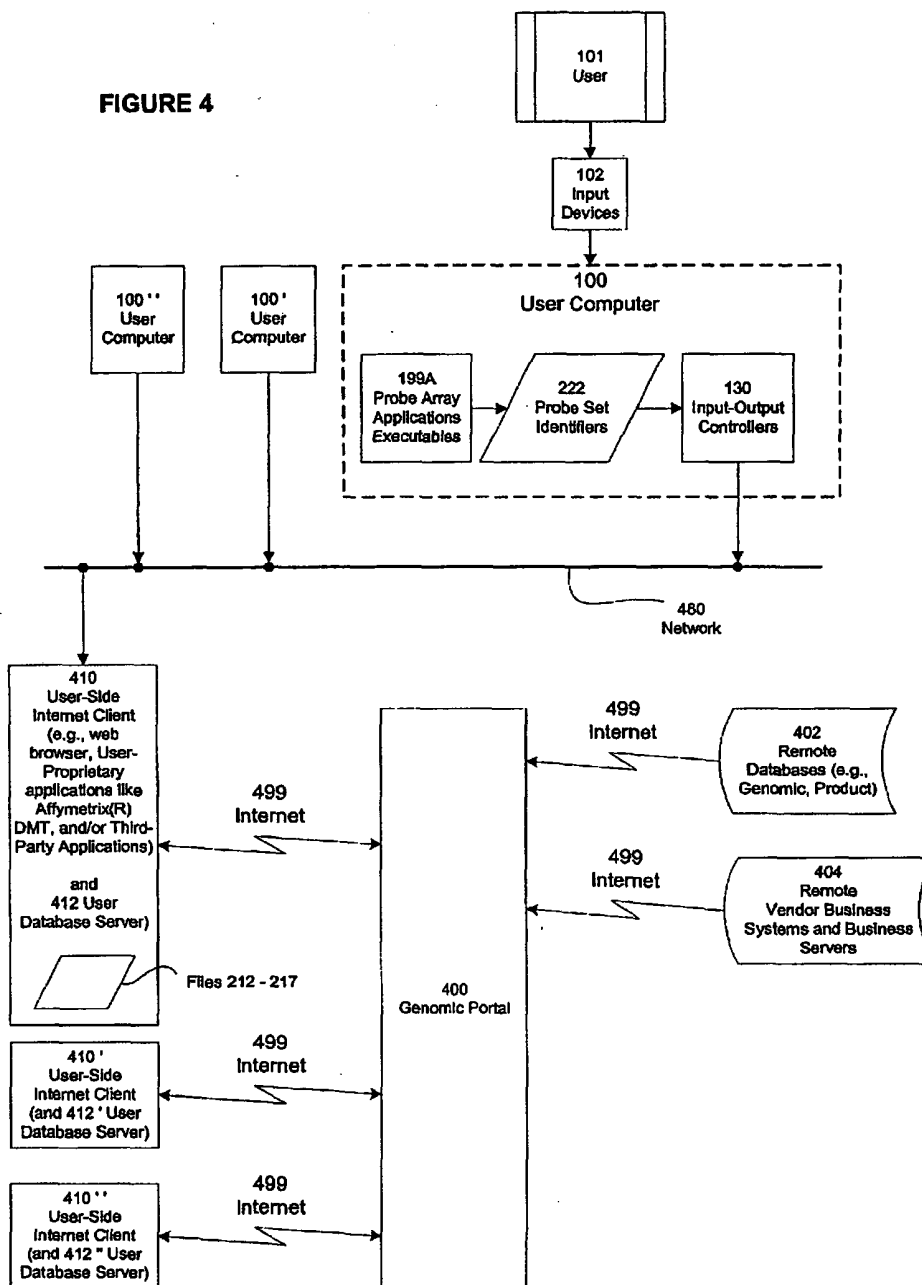 FIGURE 4
101
User
102
Input
Devices
100
User Computer
100 ''
User
Computer
100 '
User
Computer
199A
Probe Array
Applications
Executables
222
Probe Set
Identifiers
130
Input-Output
Controllers
480
Network
410
User-Side
Internet Client
(e.g., web
browser, User-
Proprietary
applications like
Affymetrix(R)
DMT, and/or Third-
Party Applications)
and
412 User
Database Server)
Files 212 - 217
499
Internet
400
Genomic Portal
499
Internet
402
Remote
Databases (e.g.,
Genomic, Product)
499
Internet
404
Remote
Vendor Business
Systems and Business
Servers
410 '
User-Side
Internet Client
(and 412 ' User
Database Server)
499
Internet
410 ''
User-Side
Internet Client
(and 412 '' User
Database Server)
499
Internet